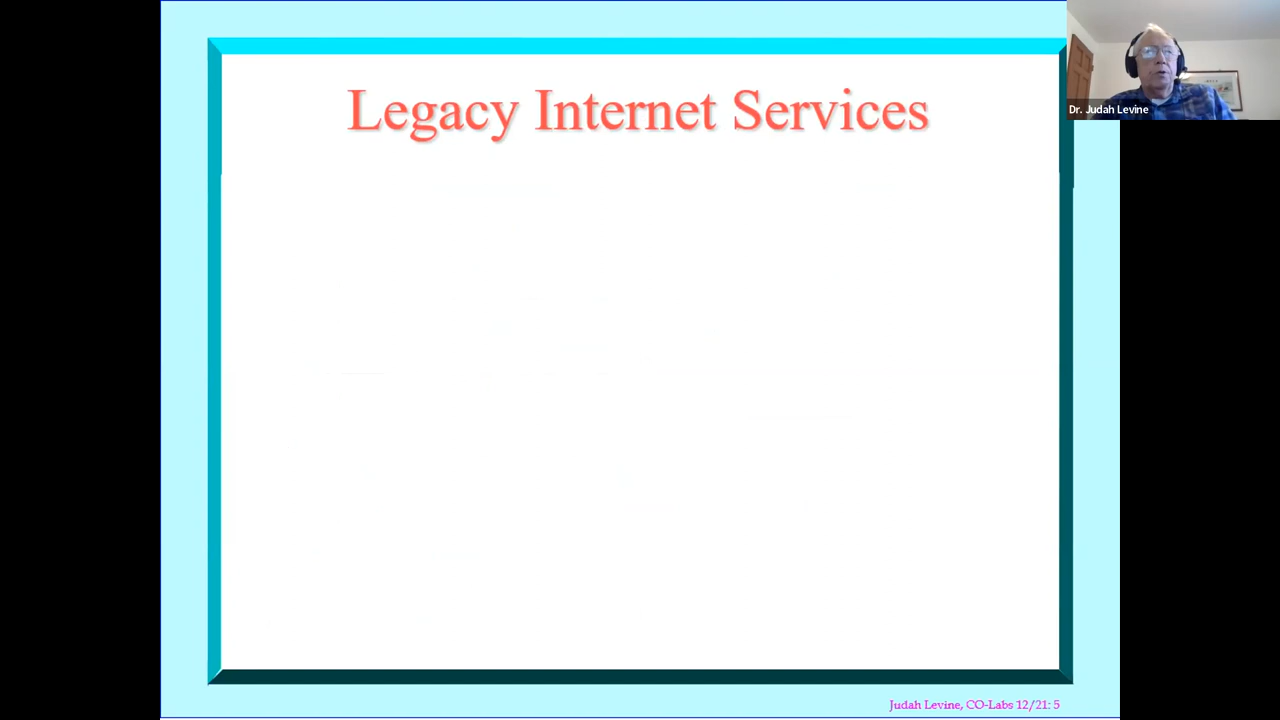 Legacy Internet Services
Dr. Judah Levine
Judah Levine, CO-Labs 12/21: 5